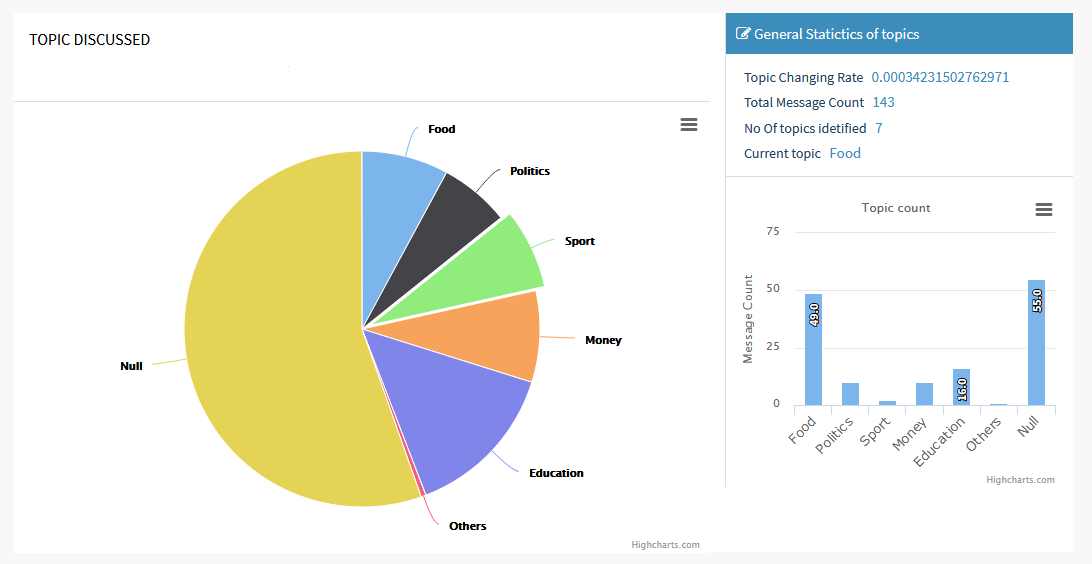 TOPIC DISCUSSED
Food
Politics
Sport
Money
Null
Education
Others
Highcharts.com
General Statictics of topics
Topic Changing Rate 0.00034231502762971
Total Message Count 143
No Of topics idetified 7
Current topic Food
Topic count
Message Count
75
50
25
0
49.0
16.0
55.0
Food
Politics
Sport
Money
Education
Others
Null
Highcharts.com